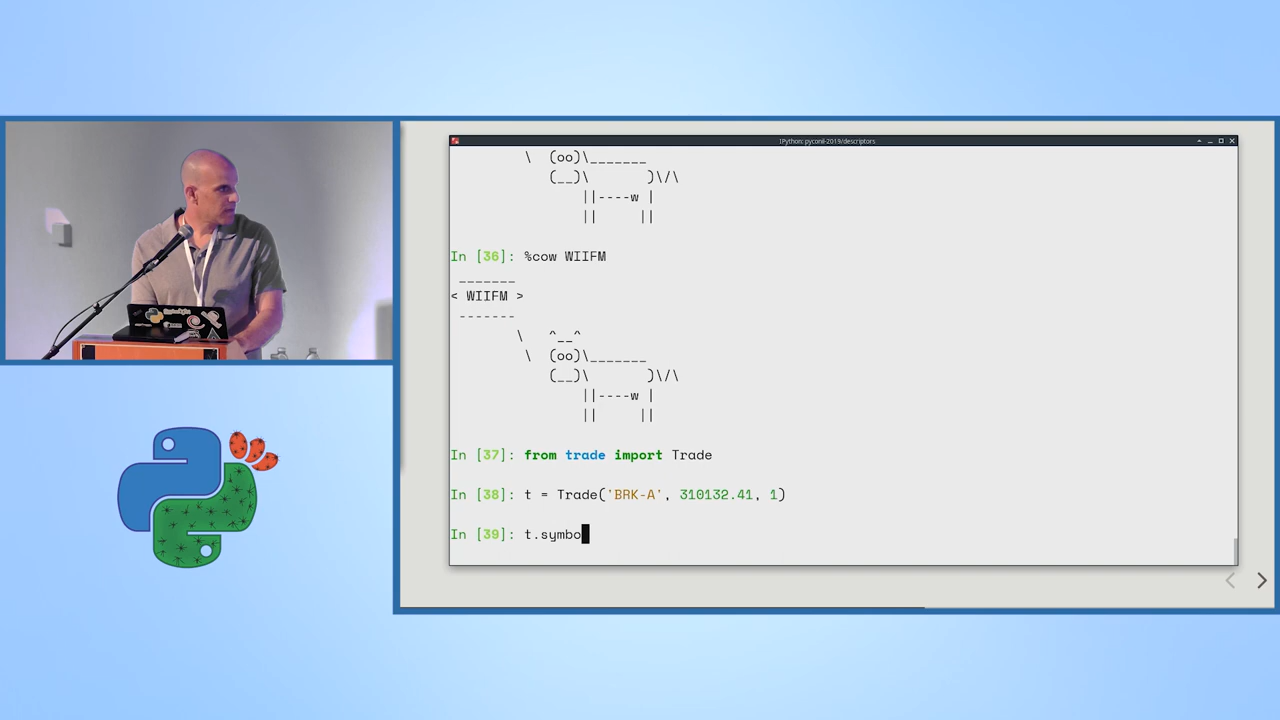 IPython: pyconil-2019/descriptors
\  (oo)\_______
(__)\       )\/\
||----w |
||     ||
In [36]: %cow WIIFM
_______
< WIIFM >
-------
\   ^__^
\  (oo)\_______
(__)\       )\/\
||----w |
||     ||
In [37]: from trade import Trade
In [38]: t = Trade('BRK-A', 310132.41, 1)
In [39]: t.symbo